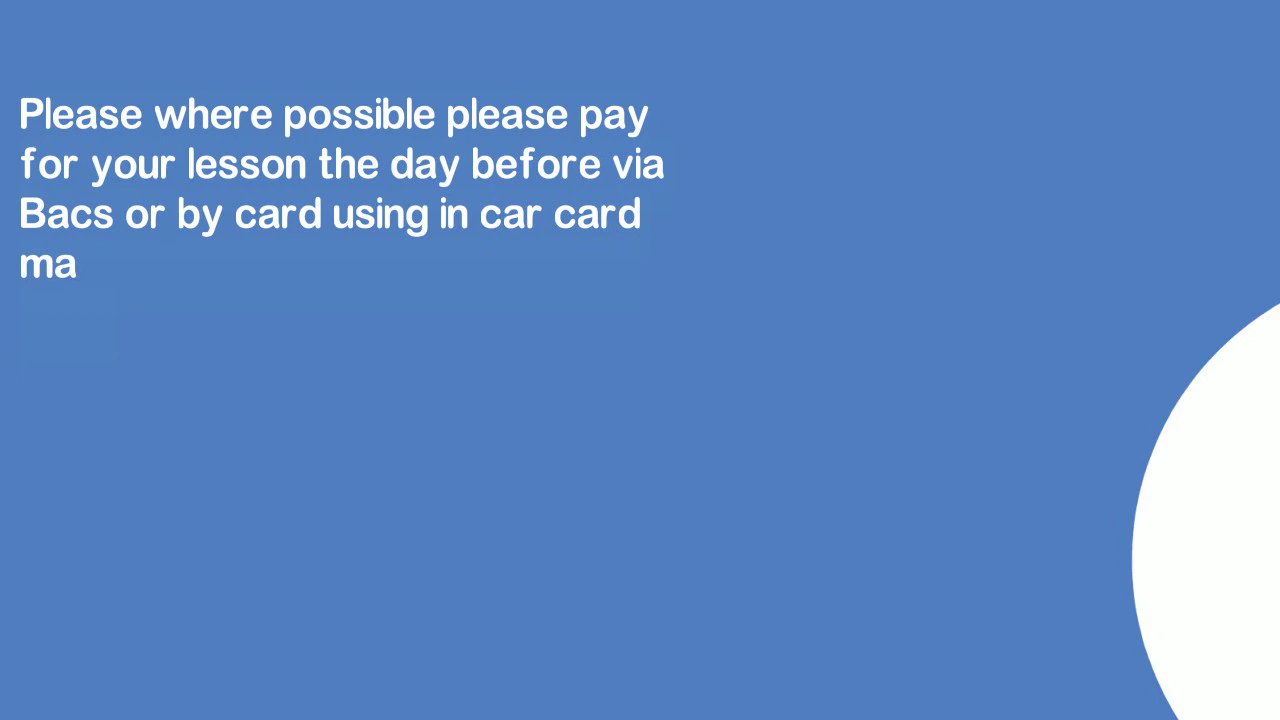 Please where possible please pay
for your lesson the day before via
Bacs or by card using in car card
ma